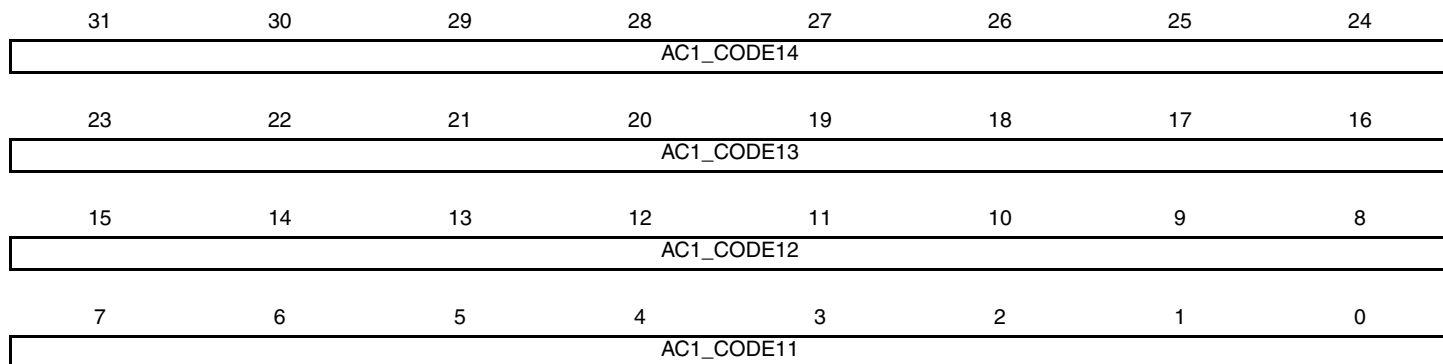 31 30 29 28 27 26 25 24
AC1_CODE14
23 22 21 20 19 18 17 16
AC1_CODE13
15 14 13 12 11 10 9 8
AC1_CODE12
7 6 5 4 3 2 1 0
AC1_CODE11